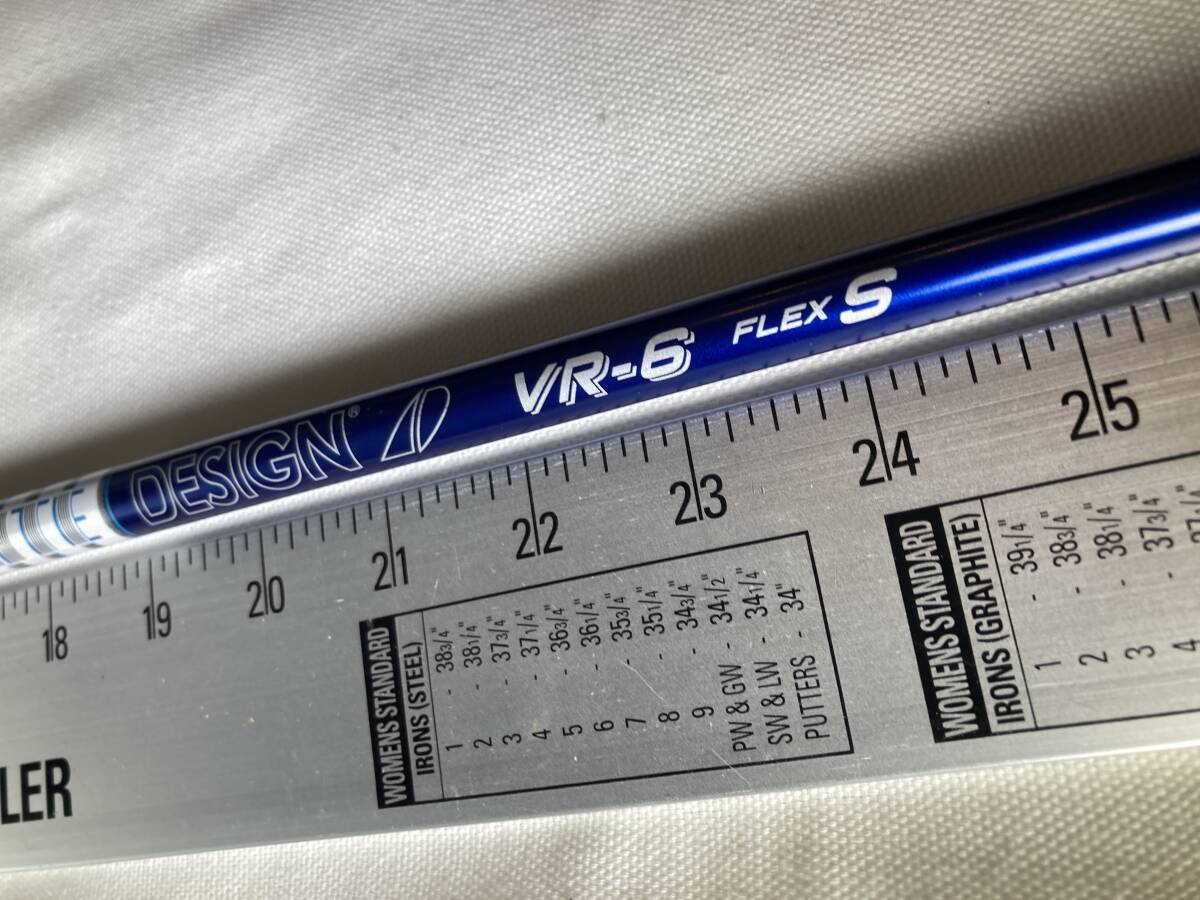 ITE DESIGN® VR-6 FLEX S
18 19 20 21 22 23 24 25
LER
WOMENS STANDARD
IRONS (STEEL)
1 - 38 3/4"
2 - 38 1/4"
3 - 37 3/4"
4 - 37 1/4"
5 - 36 3/4"
6 - 36 1/4"
7 - 35 3/4"
8 - 35 1/4"
9 - 34 3/4"
PW & GW - 34 1/2"
SW & LW - 34 1/4"
PUTTERS - 34"
WOMENS STANDARD
IRONS (GRAPHITE)
1 - 39 1/4"
2 - 38 3/4"
3 - 38 1/4"
4 - 37 3/4"